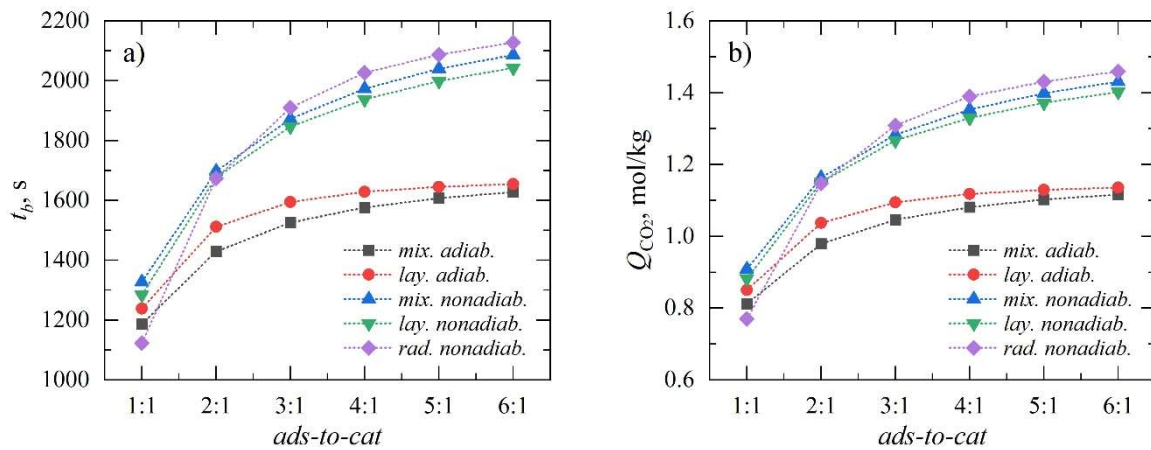 a)
2200
2000
1800
1600
1400
1200
1000
t_b, s
mix. adiab.
lay. adiab.
mix. nonadiab.
lay. nonadiab.
rad. nonadiab.
1:1 2:1 3:1 4:1 5:1 6:1
ads-to-cat
b)
1.6
1.4
1.2
1.0
0.8
0.6
Q_CO₂, mol/kg
mix. adiab.
lay. adiab.
mix. nonadiab.
lay. nonadiab.
rad. nonadiab.
1:1 2:1 3:1 4:1 5:1 6:1
ads-to-cat